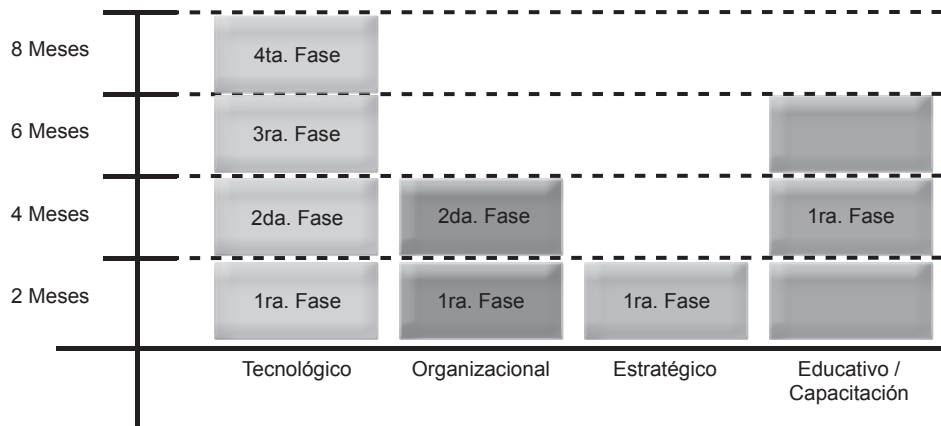 8 Meses
4ta. Fase
6 Meses
3ra. Fase
4 Meses
2da. Fase
2da. Fase
1ra. Fase
2 Meses
1ra. Fase
1ra. Fase
1ra. Fase
Tecnológico
Organizacional
Estratégico
Educativo /
Capacitación